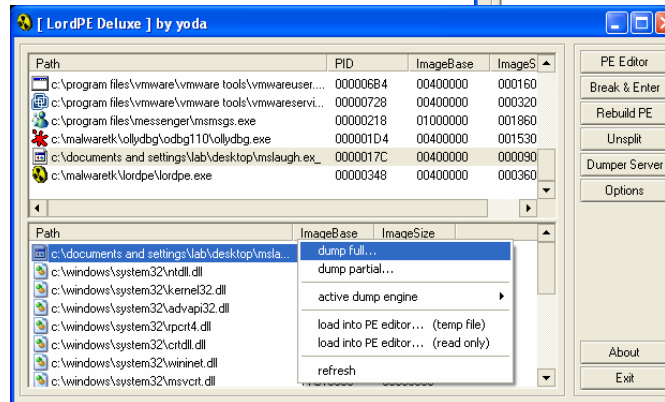 [ LordPE Deluxe ] by yoda
Path PID ImageBase ImageS
c:\program files\vmware\vmware tools\vmwareuser.... 000006B4 00400000 000160
c:\program files\vmware\vmware tools\vmwareservi... 00000728 00400000 000320
c:\program files\messenger\msmsgs.exe 00000218 01000000 001860
c:\malwaretk\ollydbg\odbg110\ollydbg.exe 000001D4 00400000 001530
c:\documents and settings\lab\desktop\mslaugh.ex_ 0000017C 00400000 000090
c:\malwaretk\lordpe\lordpe.exe 00000348 00400000 000360
PE Editor
Break & Enter
Rebuild PE
Unsplit
Dumper Server
Options
Path ImageBase ImageSize
c:\documents and settings\lab\desktop\msla...
c:\windows\system32\ntdll.dll
c:\windows\system32\kernel32.dll
c:\windows\system32\advapi32.dll
c:\windows\system32\rpcrt4.dll
c:\windows\system32\crtdll.dll
c:\windows\system32\wininet.dll
c:\windows\system32\msvcrt.dll
dump full...
dump partial...
active dump engine
load into PE editor... (temp file)
load into PE editor... (read only)
refresh
About
Exit